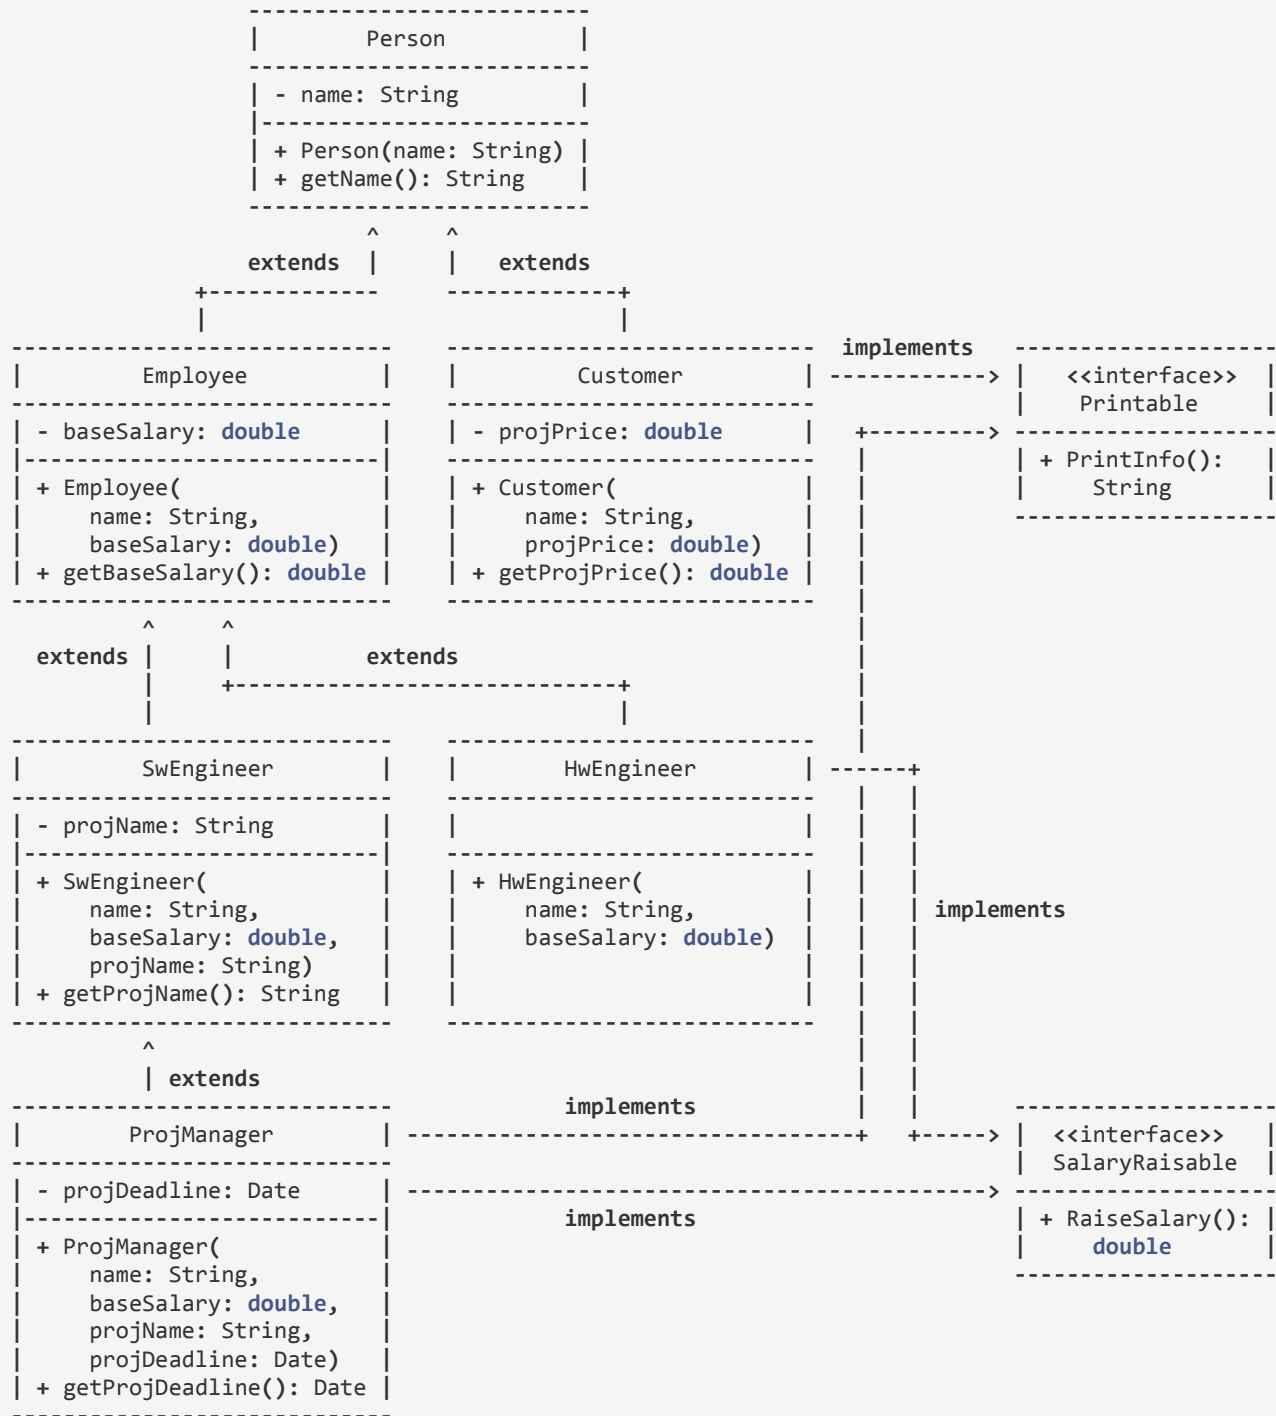 ---------------------------
|        Person          |
---------------------------
| - name: String         |
|-------------------------
| + Person(name: String) |
| + getName(): String    |
---------------------------
^     ^
extends  |     |   extends
+-------------     -------------+
|                               |
-----------------------------    ---------------------------- implements   --------------------
|         Employee          |    |         Customer         | ------------> |   <<interface>>  |
-----------------------------    ----------------------------               |    Printable     |
| - baseSalary: double      |    | - projPrice: double      |   +---------> --------------------
|---------------------------|    ----------------------------   |           | + PrintInfo():   |
| + Employee(               |    | + Customer(              |   |           |     String       |
|     name: String,         |    |     name: String,        |   |           --------------------
|     baseSalary: double)   |    |     projPrice: double)   |   |
| + getBaseSalary(): double |    | + getProjPrice(): double |   |
-----------------------------    ----------------------------   |
^     ^                                                |
extends |     |          extends                              |
|     +------------------------------+                 |
|                                    |                 |
-----------------------------    ----------------------------   |
|         SwEngineer        |    |        HwEngineer        | ------+
-----------------------------    ----------------------------   |   |
| - projName: String        |    |                          |   |   |
|---------------------------|    ----------------------------   |   |
| + SwEngineer(             |    | + HwEngineer(            |   |   |
|     name: String,         |    |     name: String,        |   |   | implements
|     baseSalary: double,   |    |     baseSalary: double)  |   |   |
|     projName: String)     |    |                          |   |   |
| + getProjName(): String   |    |                          |   |   |
-----------------------------    ----------------------------   |   |
^                                                      |   |
| extends                                              |   |
-----------------------------             implements            |   |       --------------------
|        ProjManager        | ----------------------------------+   +-----> |   <<interface>>  |
-----------------------------                                               |  SalaryRaisable  |
| - projDeadline: Date      | --------------------------------------------> --------------------
|---------------------------|             implements                        | + RaiseSalary(): |
| + ProjManager(            |                                               |     double       |
|     name: String,         |                                               --------------------
|     baseSalary: double,   |
|     projName: String,     |
|     projDeadline: Date)   |
| + getProjDeadline(): Date |
-----------------------------